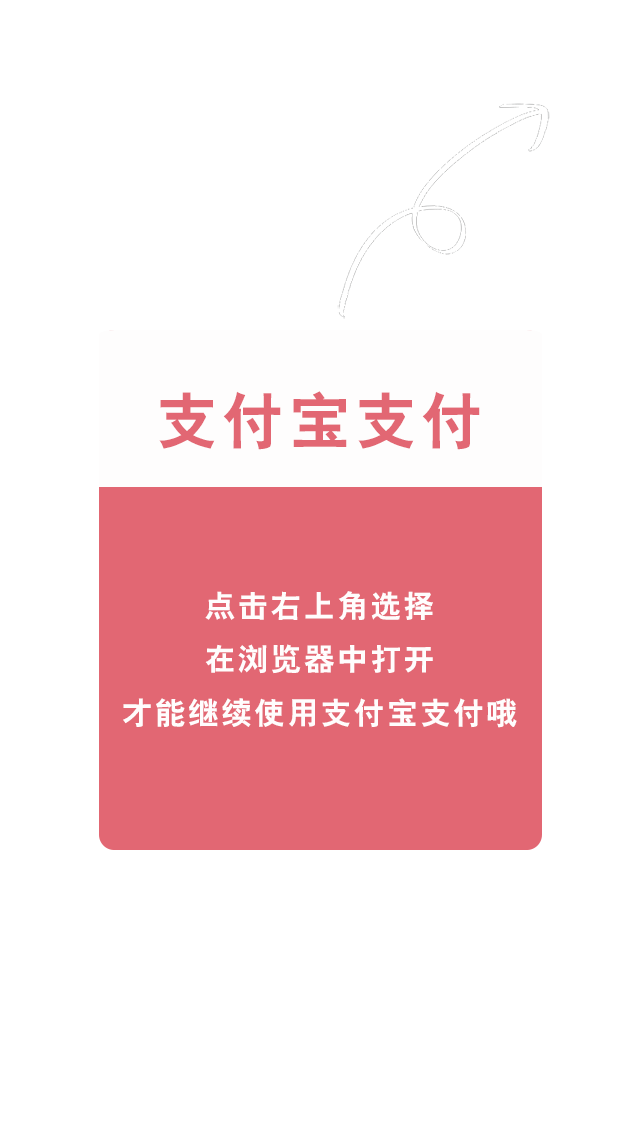 支付宝支付
点击右上角选择
在浏览器中打开
才能继续使用支付宝支付哦